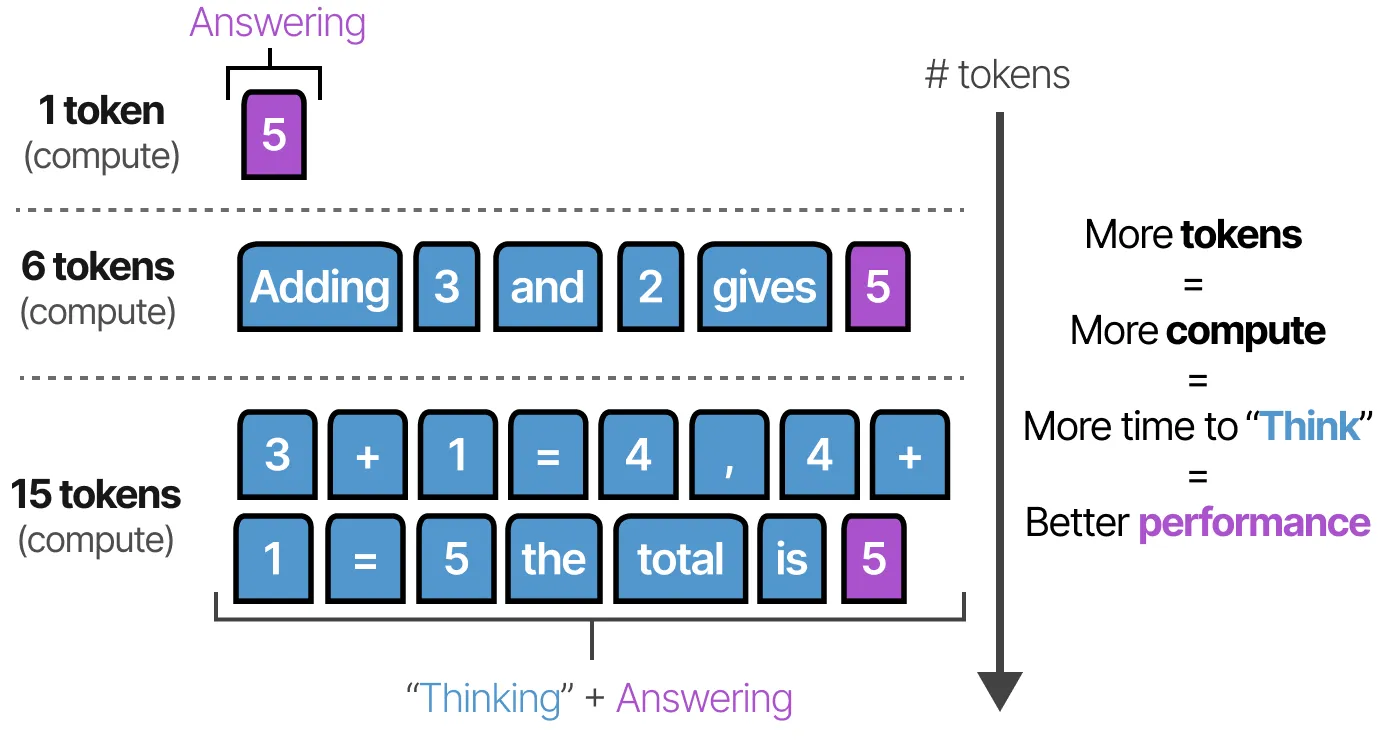 Answering
1 token
(compute)
5
6 tokens
(compute)
Adding 3 and 2 gives 5
15 tokens
(compute)
3 + 1 = 4 , 4 +
1 = 5 the total is 5
“Thinking” + Answering
# tokens
More tokens
=
More compute
=
More time to “Think”
=
Better performance